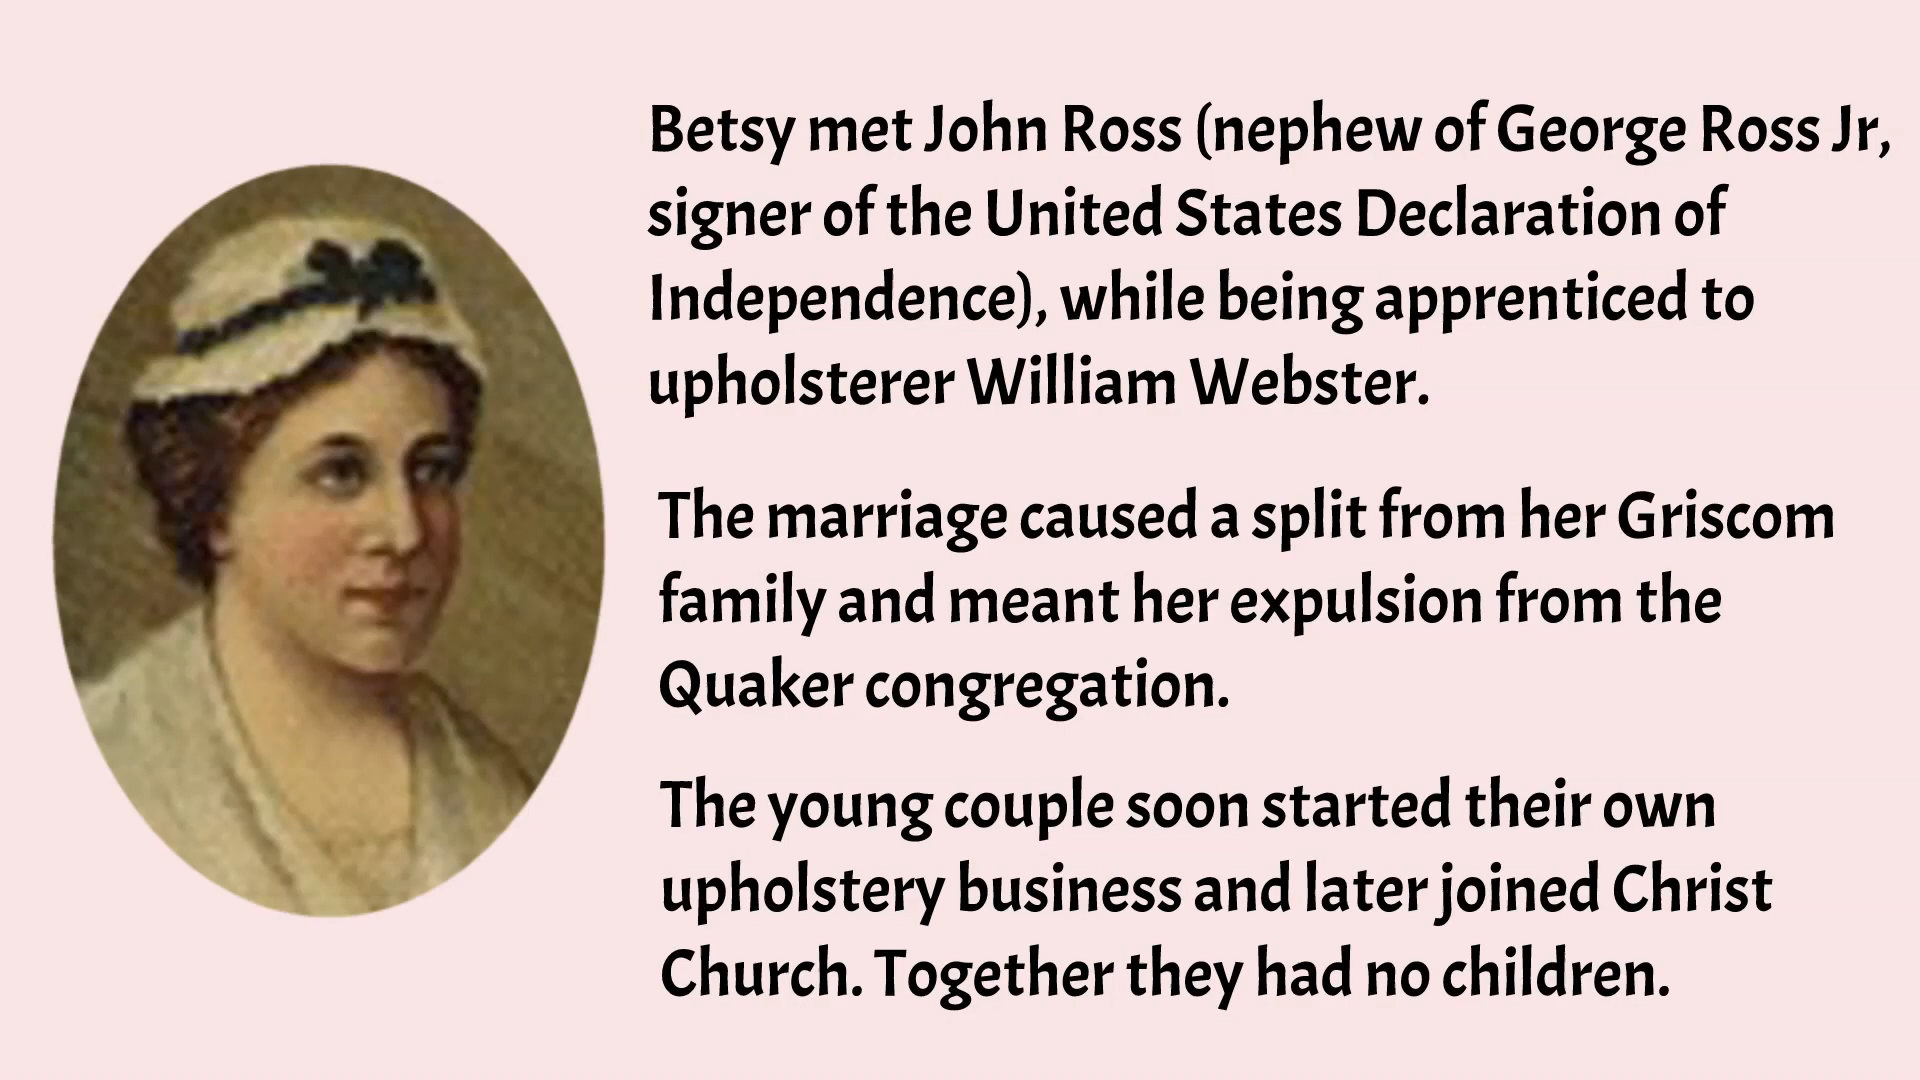 Betsy met John Ross (nephew of George Ross Jr,
signer of the United States Declaration of
Independence), while being apprenticed to
upholsterer William Webster.
The marriage caused a split from her Griscom
family and meant her expulsion from the
Quaker congregation.
The young couple soon started their own
upholstery business and later joined Christ
Church. Together they had no children.